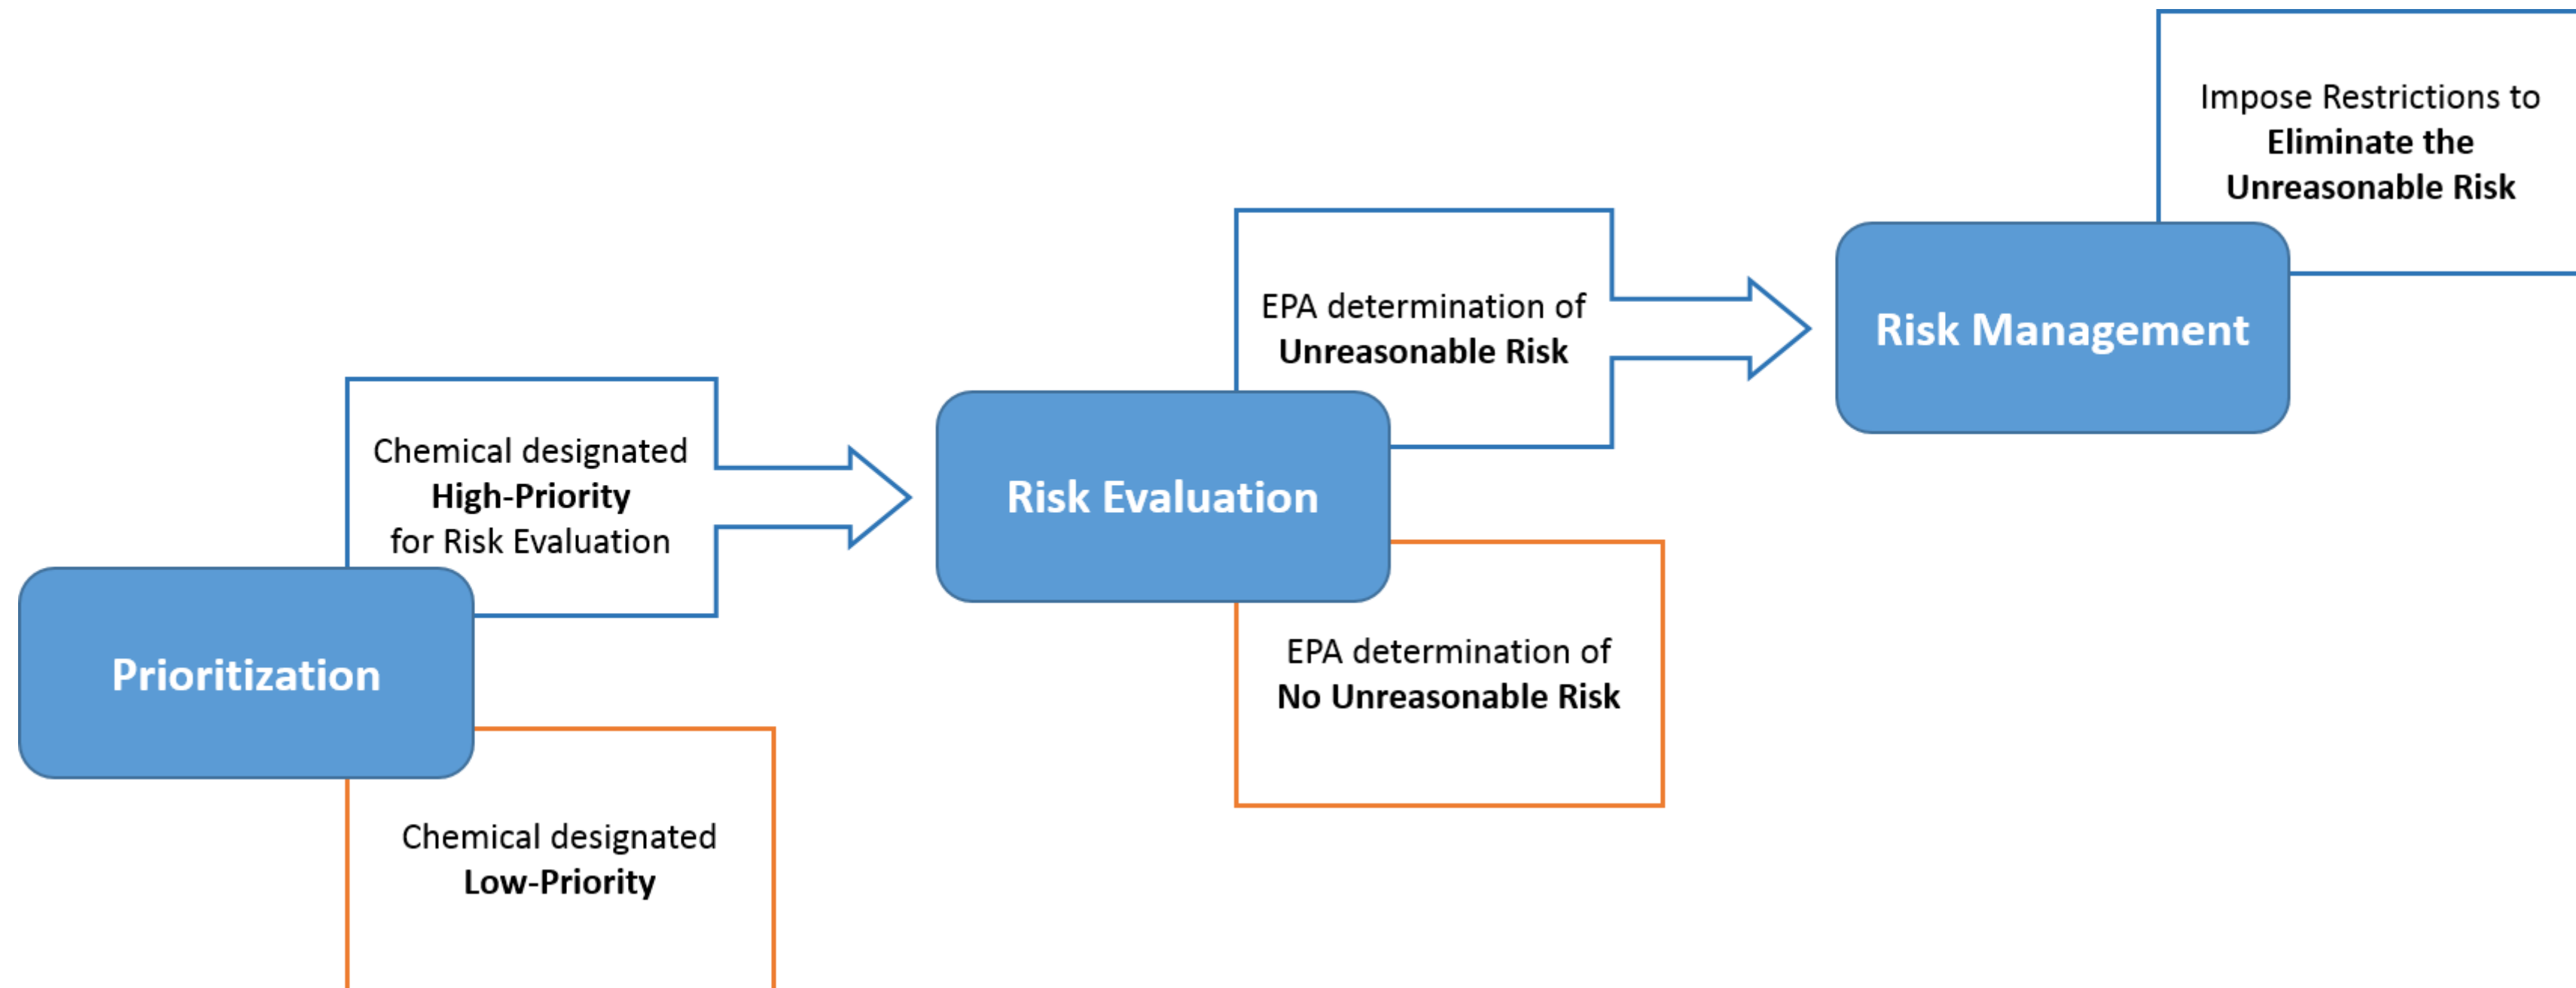 Prioritization
Chemical designated
High-Priority
for Risk Evaluation
Chemical designated
Low-Priority
Risk Evaluation
EPA determination of
Unreasonable Risk
EPA determination of
No Unreasonable Risk
Risk Management
Impose Restrictions to
Eliminate the
Unreasonable Risk